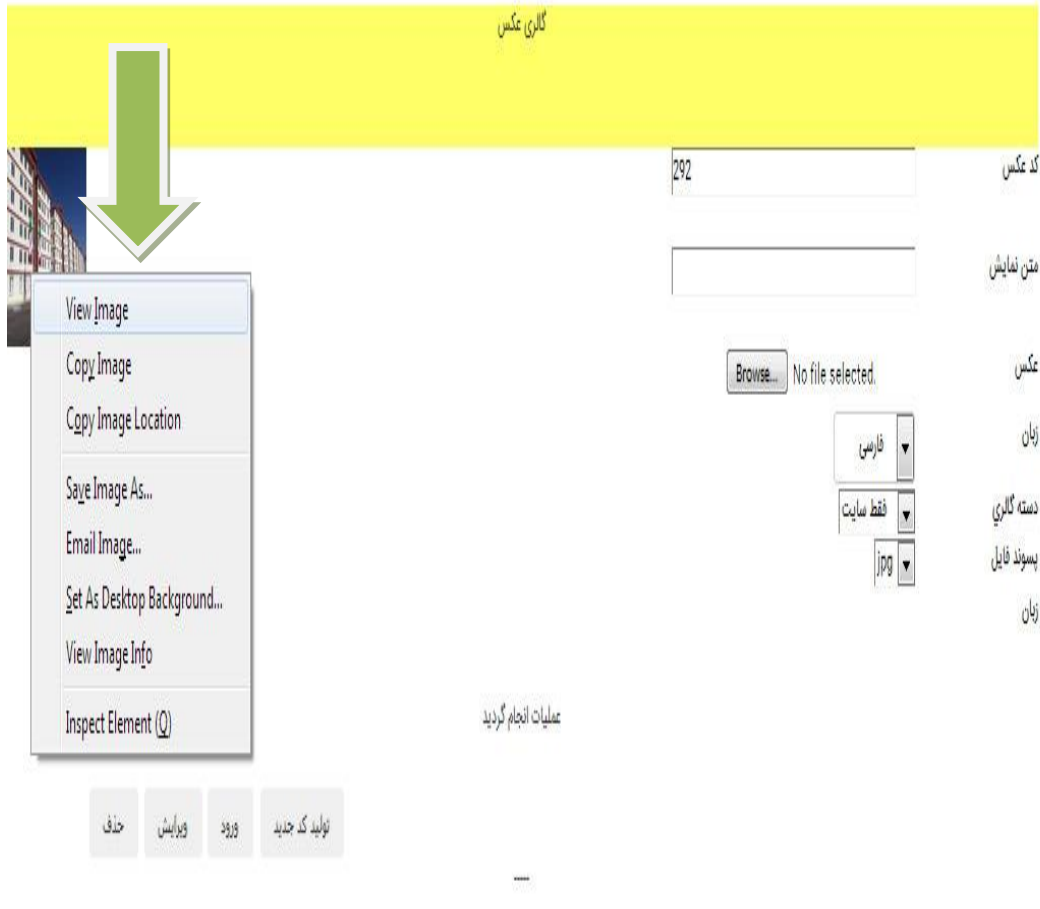 گالری عکس
کد عکس 292
متن نمایش
عکس Browse... No file selected.
زبان فارسی
دسته گالري فقط سایت
پسوند فایل jpg
زبان
View Image
Copy Image
Copy Image Location
Save Image As...
Email Image...
Set As Desktop Background...
View Image Info
Inspect Element (Q)
عملیات انجام گردید
تولید کد جدید ورود ویرایش حذف
----